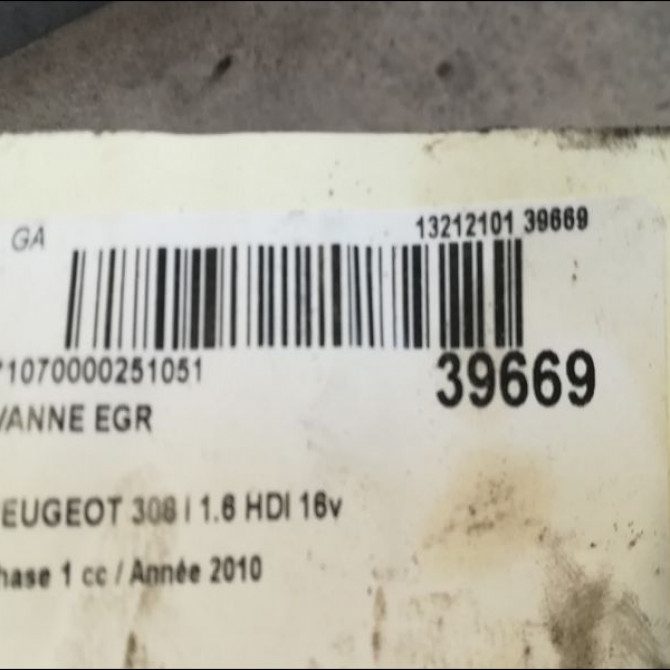 GA
13212101 39669
*1070000251051
39669
VANNE EGR
EUGEOT 308 I 1.6 HDI 16v
hase 1 cc / Année 2010